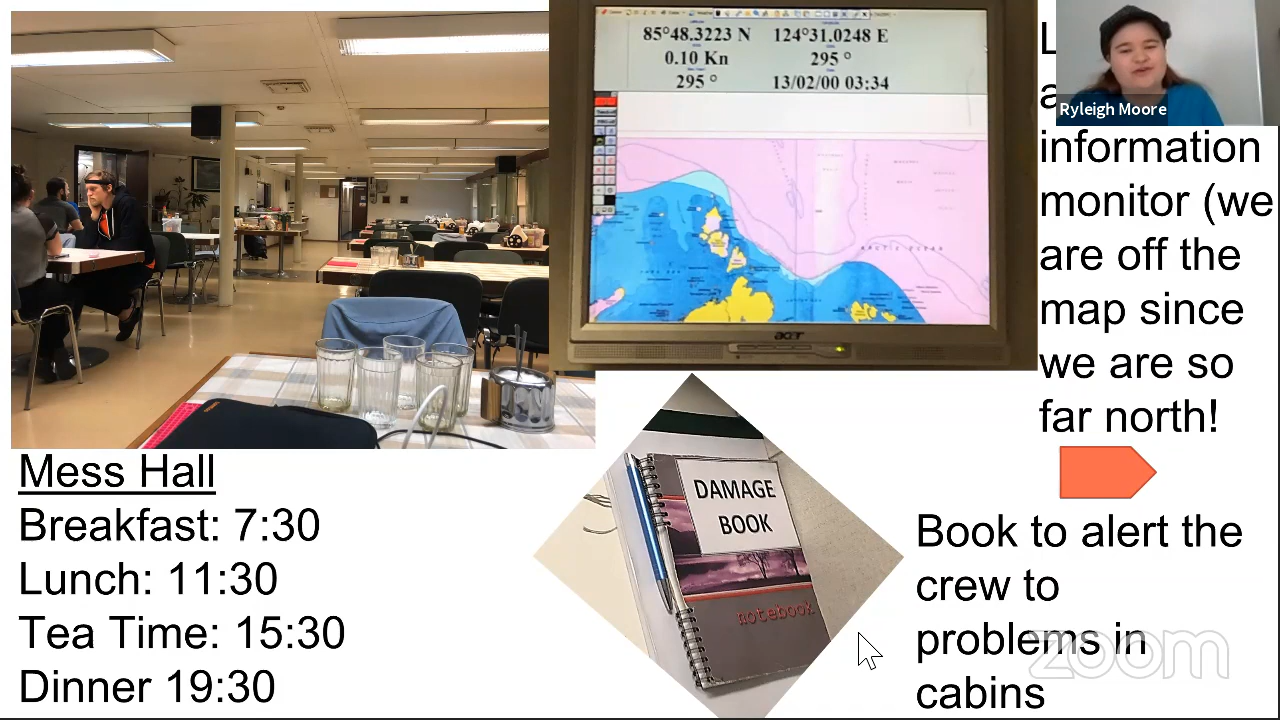 85°48.3223 N 124°31.0248 E
0.10 Kn 295 °
295 ° 13/02/00 03:34
ARCTIC OCEAN
acer
Ryleigh Moore
L
a
information
monitor (we
are off the
map since
we are so
far north!
Mess Hall
Breakfast: 7:30
Lunch: 11:30
Tea Time: 15:30
Dinner 19:30
DAMAGE
BOOK
notebook
Book to alert the
crew to
problems in
cabins
zoom